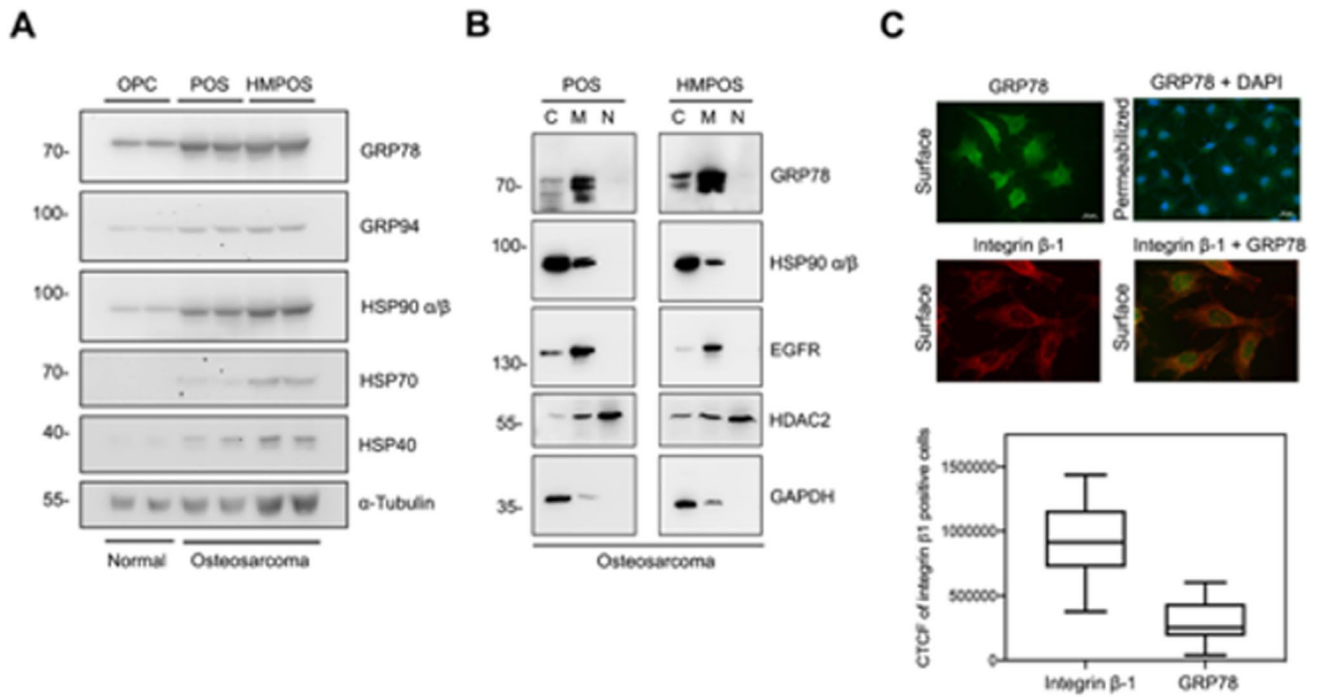 A
OPC POS HMPOS
70- GRP78
100- GRP94
100- HSP90 α/β
70- HSP70
40- HSP40
55- α-Tubulin
Normal Osteosarcoma
B
POS HMPOS
C M N C M N
70- GRP78
100- HSP90 α/β
130- EGFR
55- HDAC2
35- GAPDH
Osteosarcoma
C
GRP78 GRP78 + DAPI
Surface Permeabilized
Integrin β-1 Integrin β-1 + GRP78
Surface Surface
CTCF of integrin β1 positive cells
1500000
1000000
500000
0
Integrin β-1 GRP78